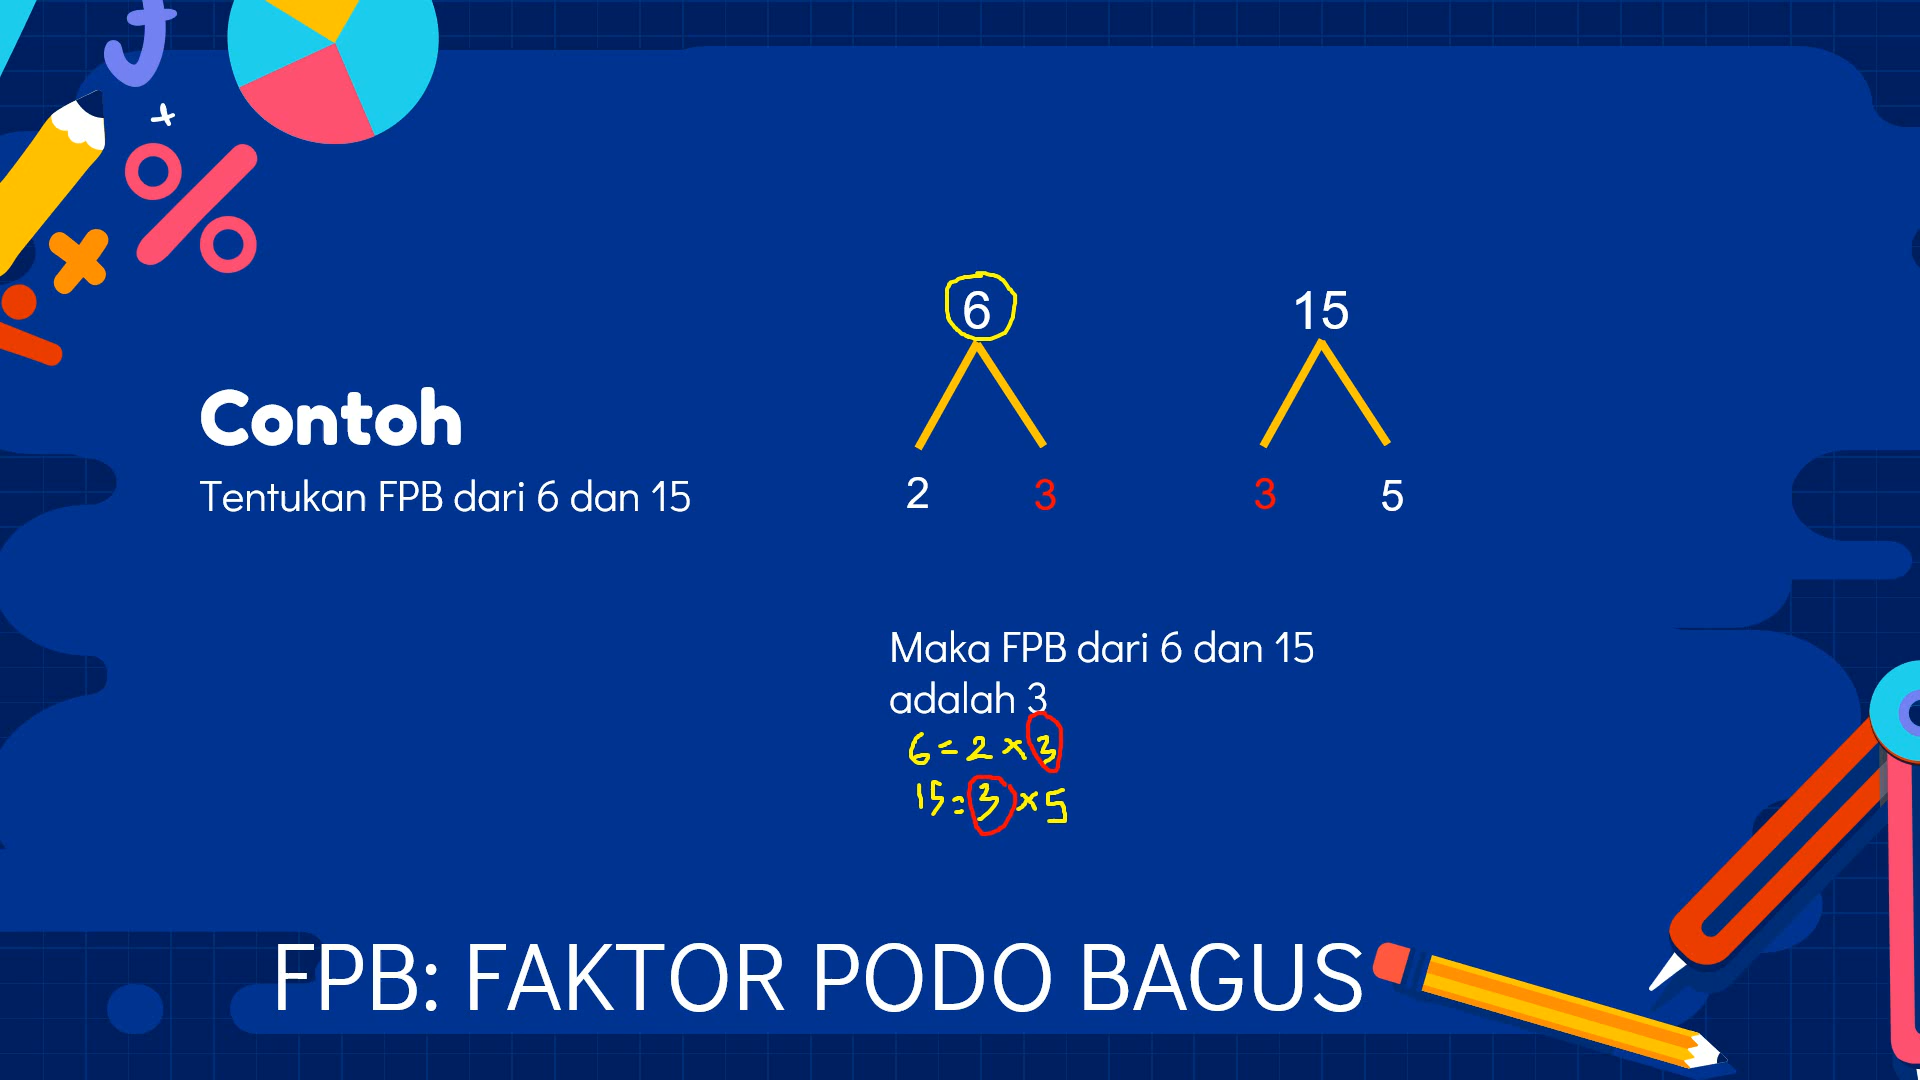 6 15
Contoh
Tentukan FPB dari 6 dan 15
2 3 3 5
Maka FPB dari 6 dan 15
adalah 3
6 = 2 × 3
15 = 3 × 5
FPB: FAKTOR PODO BAGUS